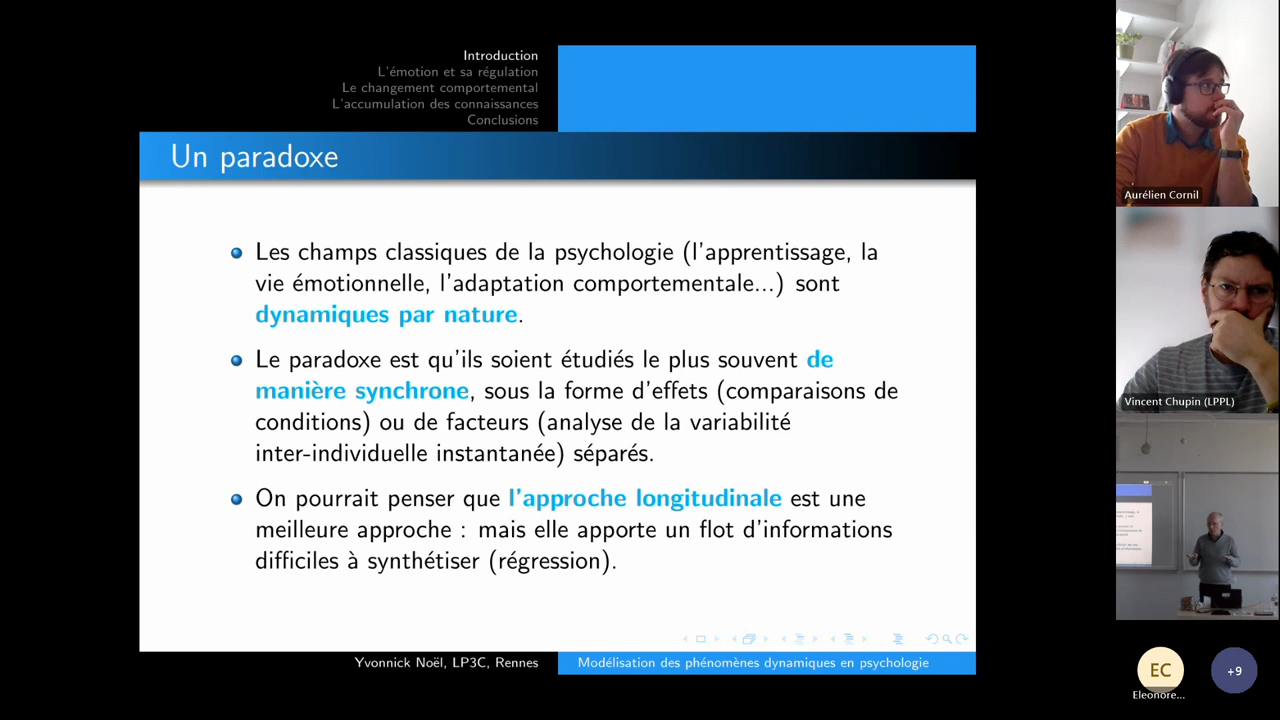 Introduction
L'émotion et sa régulation
Le changement comportemental
L'accumulation des connaissances
Conclusions
Un paradoxe
Les champs classiques de la psychologie (l'apprentissage, la
vie émotionnelle, l'adaptation comportementale...) sont
dynamiques par nature.
Le paradoxe est qu'ils soient étudiés le plus souvent de
manière synchrone, sous la forme d'effets (comparaisons de
conditions) ou de facteurs (analyse de la variabilité
inter-individuelle instantanée) séparés.
On pourrait penser que l'approche longitudinale est une
meilleure approche : mais elle apporte un flot d'informations
difficiles à synthétiser (régression).
Yvonnick Noël, LP3C, Rennes
Modélisation des phénomènes dynamiques en psychologie
Aurélien Cornil
Vincent Chupin (LPPL)
EC
Eleonore...
+9